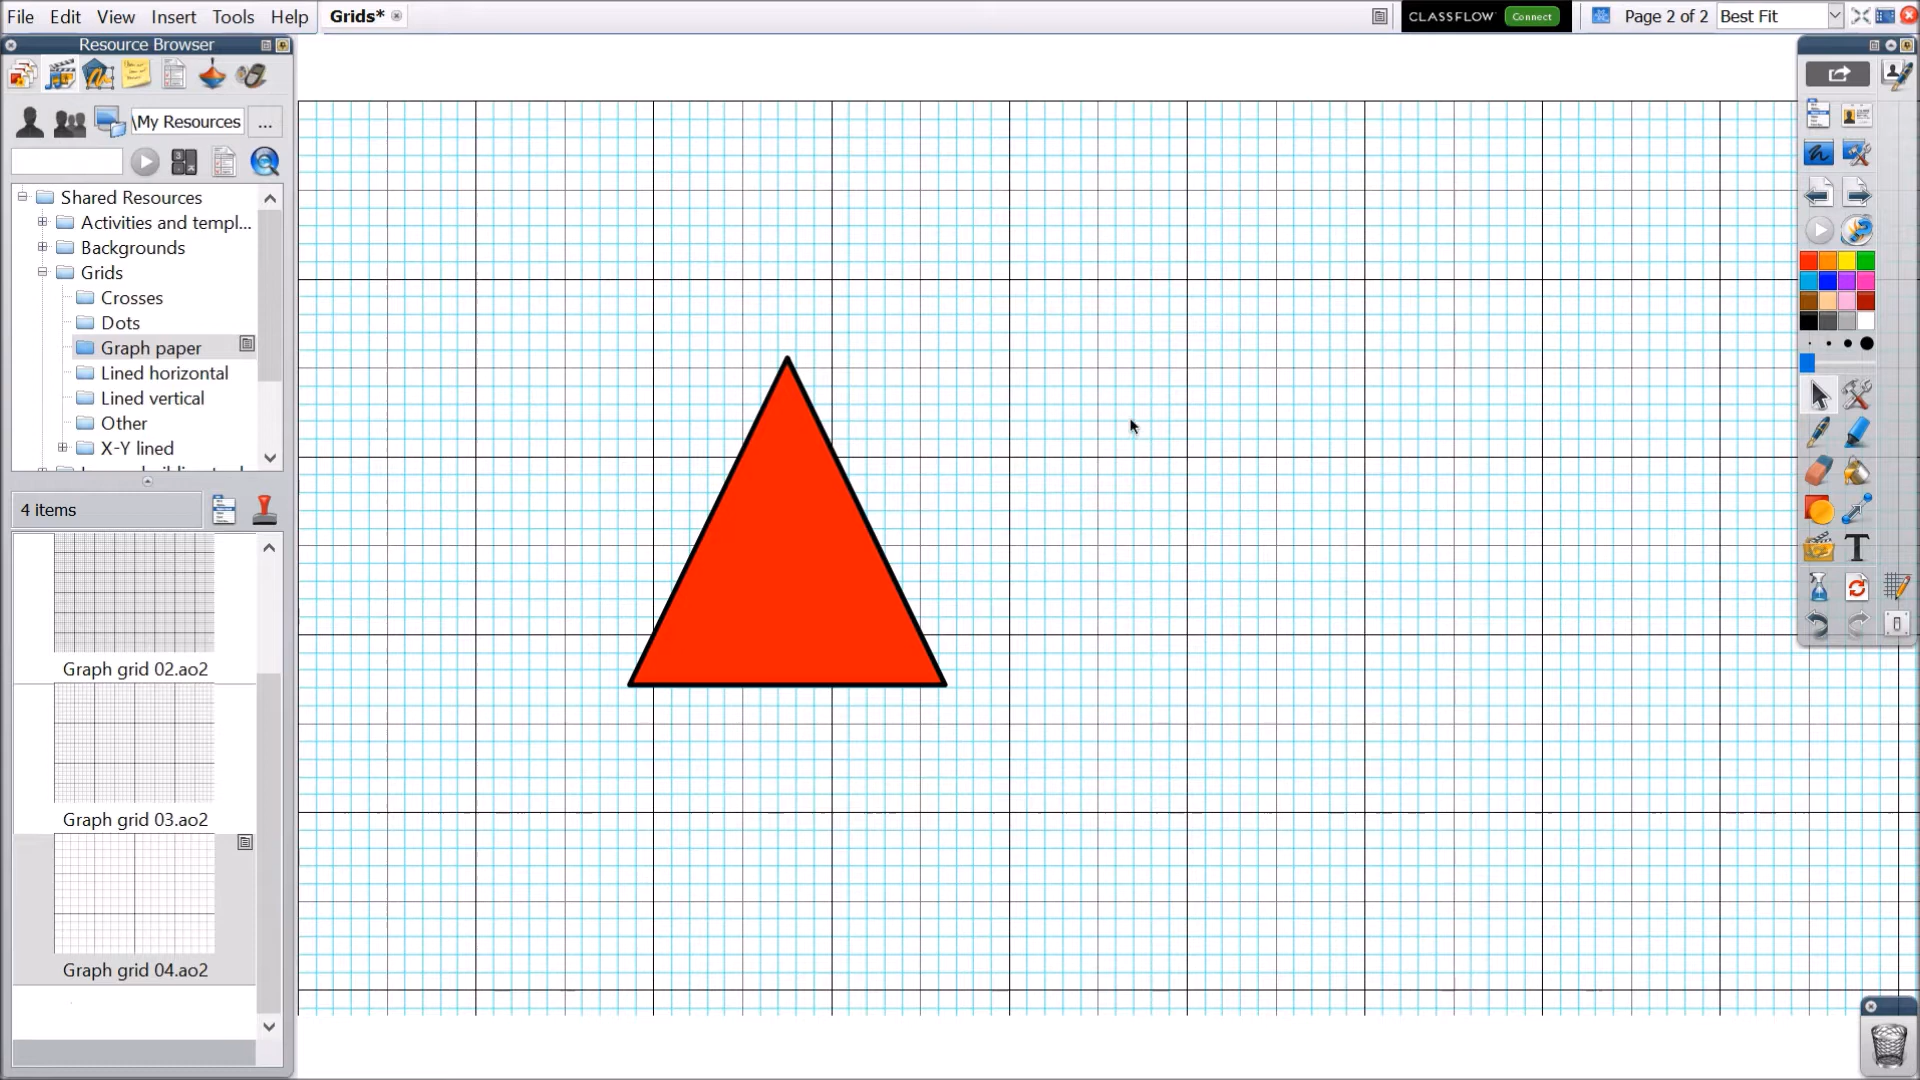 File Edit View Insert Tools Help Grids*
CLASSFLOW Connect Page 2 of 2 Best Fit
Resource Browser
\My Resources ...
Shared Resources
Activities and templ...
Backgrounds
Grids
Crosses
Dots
Graph paper
Lined horizontal
Lined vertical
Other
X-Y lined
4 items
Graph grid 02.ao2
Graph grid 03.ao2
Graph grid 04.ao2
T